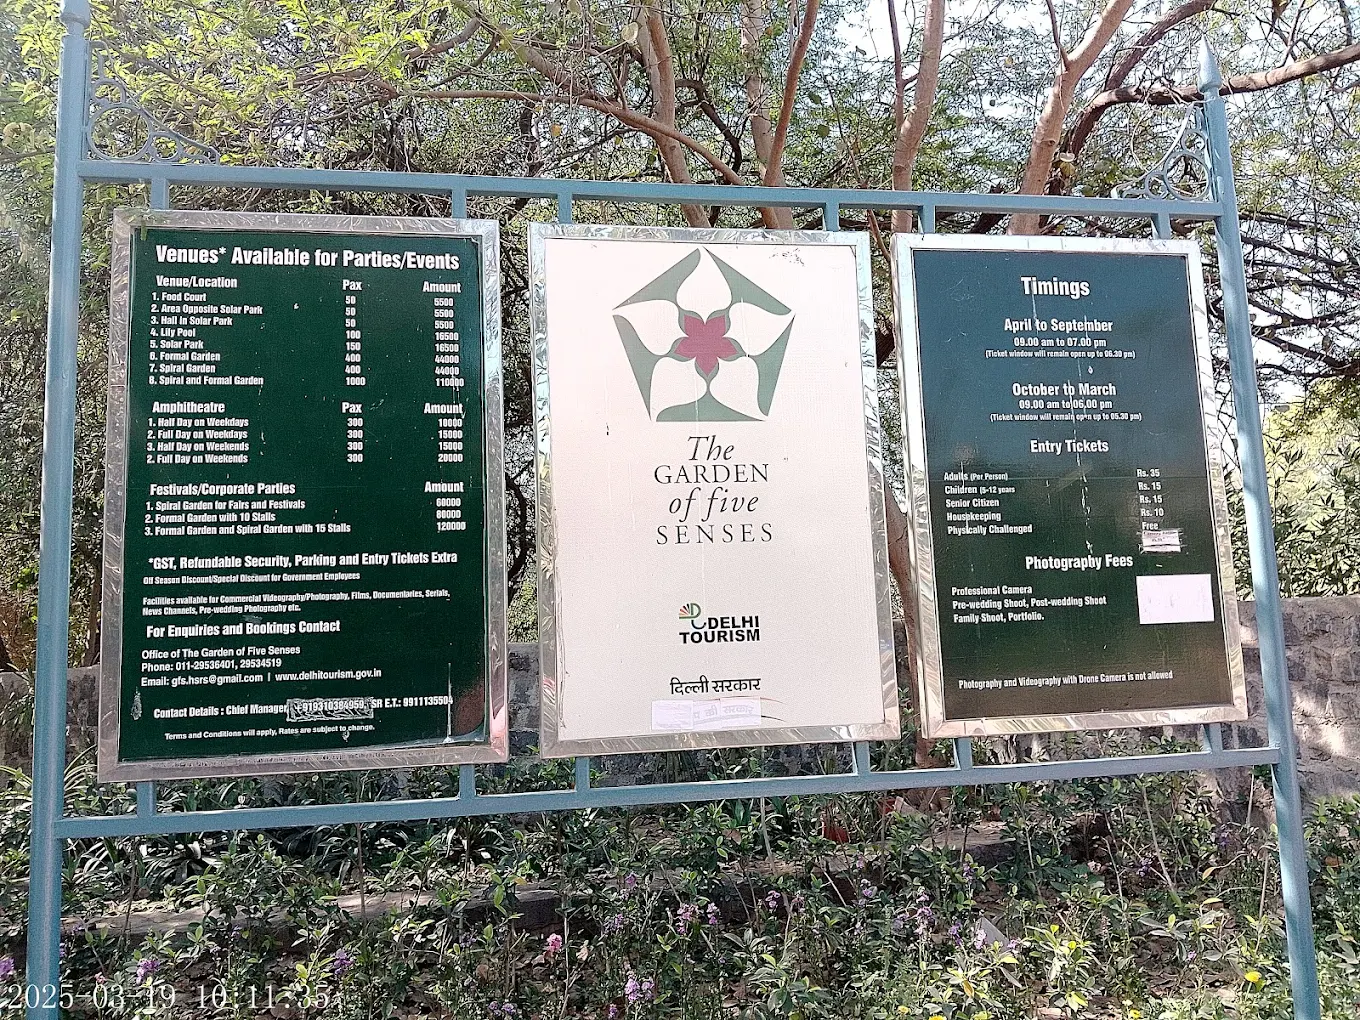 Venues* Available for Parties/Events
Venue/Location Pax Amount
1. Food Court 50 5500
2. Area Opposite Solar Park 50 5500
3. Hall in Solar Park 50 5500
4. Lily Pool 100 16500
5. Solar Park 150 16500
6. Formal Garden 400 44000
7. Spiral Garden 400 44000
8. Spiral and Formal Garden 1000 110000
Amphitheatre Pax Amount
1. Half Day on Weekdays 300 10000
2. Full Day on Weekdays 300 15000
3. Half Day on Weekends 300 15000
2. Full Day on Weekends 300 20000
Festivals/Corporate Parties Amount
1. Spiral Garden for Fairs and Festivals 60000
2. Formal Garden with 10 Stalls 80000
3. Formal Garden and Spiral Garden with 15 Stalls 120000
*GST, Refundable Security, Parking and Entry Tickets Extra
Off Season Discount/Special Discount for Government Employees
Facilities available for Commercial Videography/Photography, Films, Documentaries, Serials,
News Channels, Pre-wedding Photography etc.
For Enquiries and Bookings Contact
Office of The Garden of Five Senses
Phone: 011-29536401, 29534519
Email: gfs.hsrs@gmail.com | www.delhitourism.gov.in
Contact Details : Chief Manager, +919310384959, SR E.T.: 9911135504
Terms and Conditions will apply, Rates are subject to change.
The
GARDEN
of five
SENSES
DELHI
TOURISM
दिल्ली सरकार
की सरकार
Timings
April to September
09.00 am to 07.00 pm
(Ticket window will remain open up to 06.30 pm)
October to March
09.00 am to 06.00 pm
(Ticket window will remain open up to 05.30 pm)
Entry Tickets
Adults (Per Person) Rs. 35
Children (5-12 years) Rs. 15
Senior Citizen Rs. 15
Housekeeping Rs. 10
Physically Challenged Free
Photography Fees
Professional Camera
Pre-wedding Shoot, Post-wedding Shoot
Family Shoot, Portfolio.
Photography and Videography with Drone Camera is not allowed
2025-03-19 10:11:35